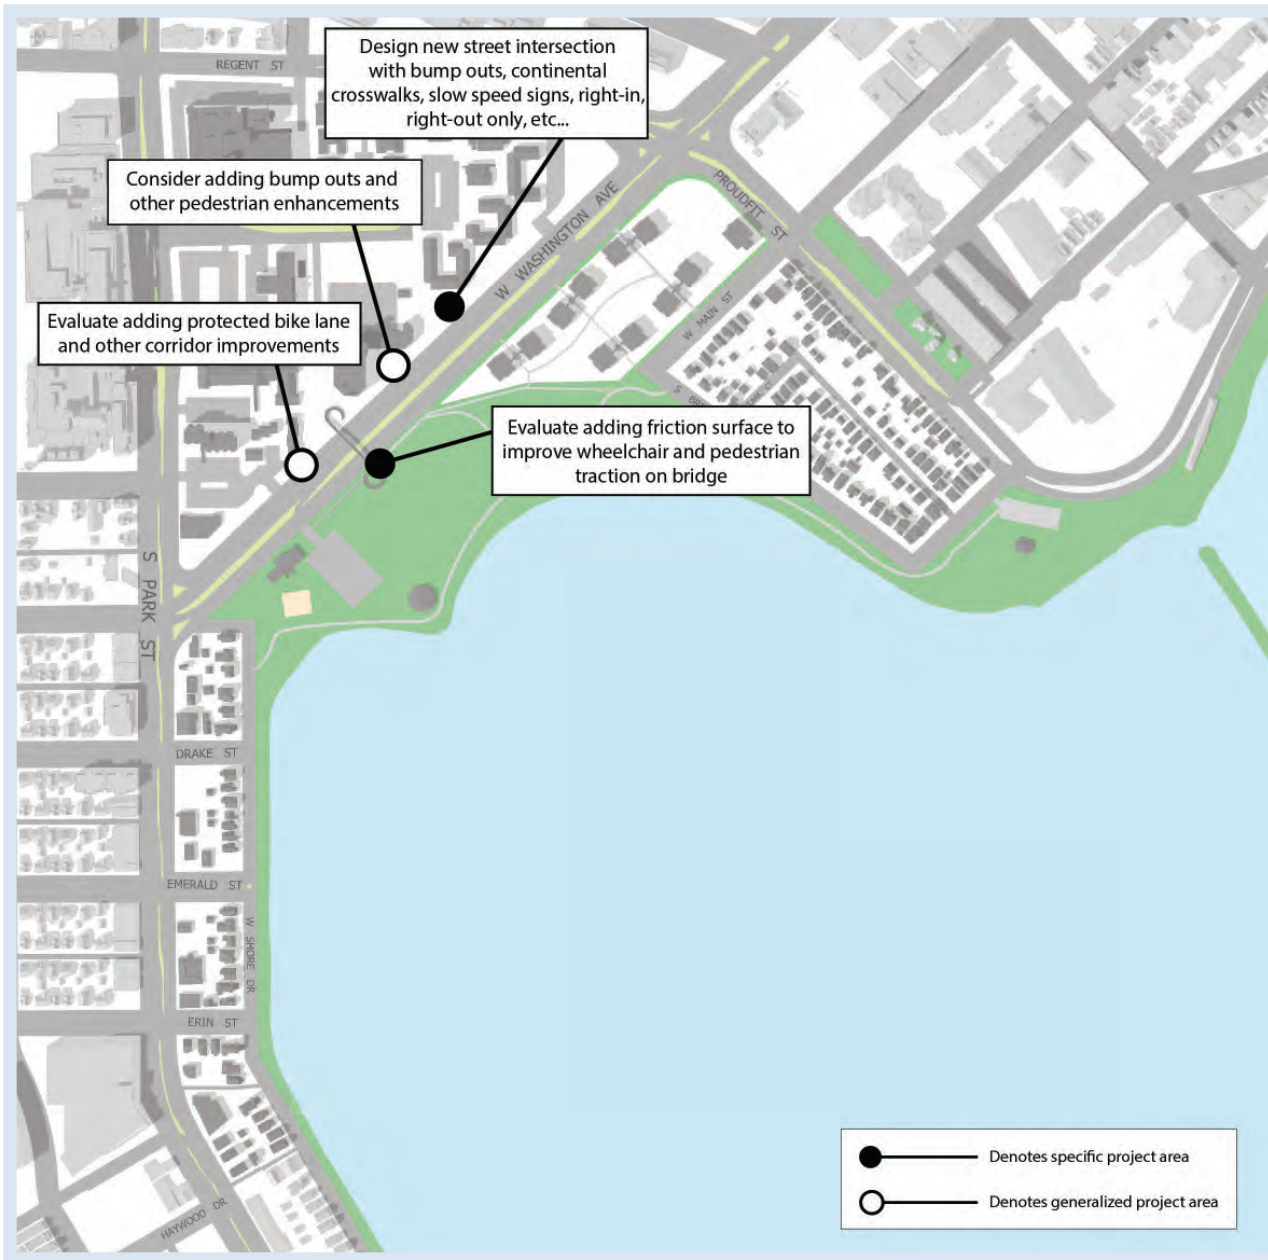 Design new street intersection
with bump outs, continental
crosswalks, slow speed signs, right-in,
right-out only, etc...
REGENT ST
Consider adding bump outs and
other pedestrian enhancements
PROUDFIT ST
W WASHINGTON AVE
Evaluate adding protected bike lane
and other corridor improvements
W MAIN ST
Evaluate adding friction surface to
improve wheelchair and pedestrian
traction on bridge
S PARK ST
DRAKE ST
EMERALD ST
W SHORE DR
ERIN ST
HAYWOOD DR
Denotes specific project area
Denotes generalized project area